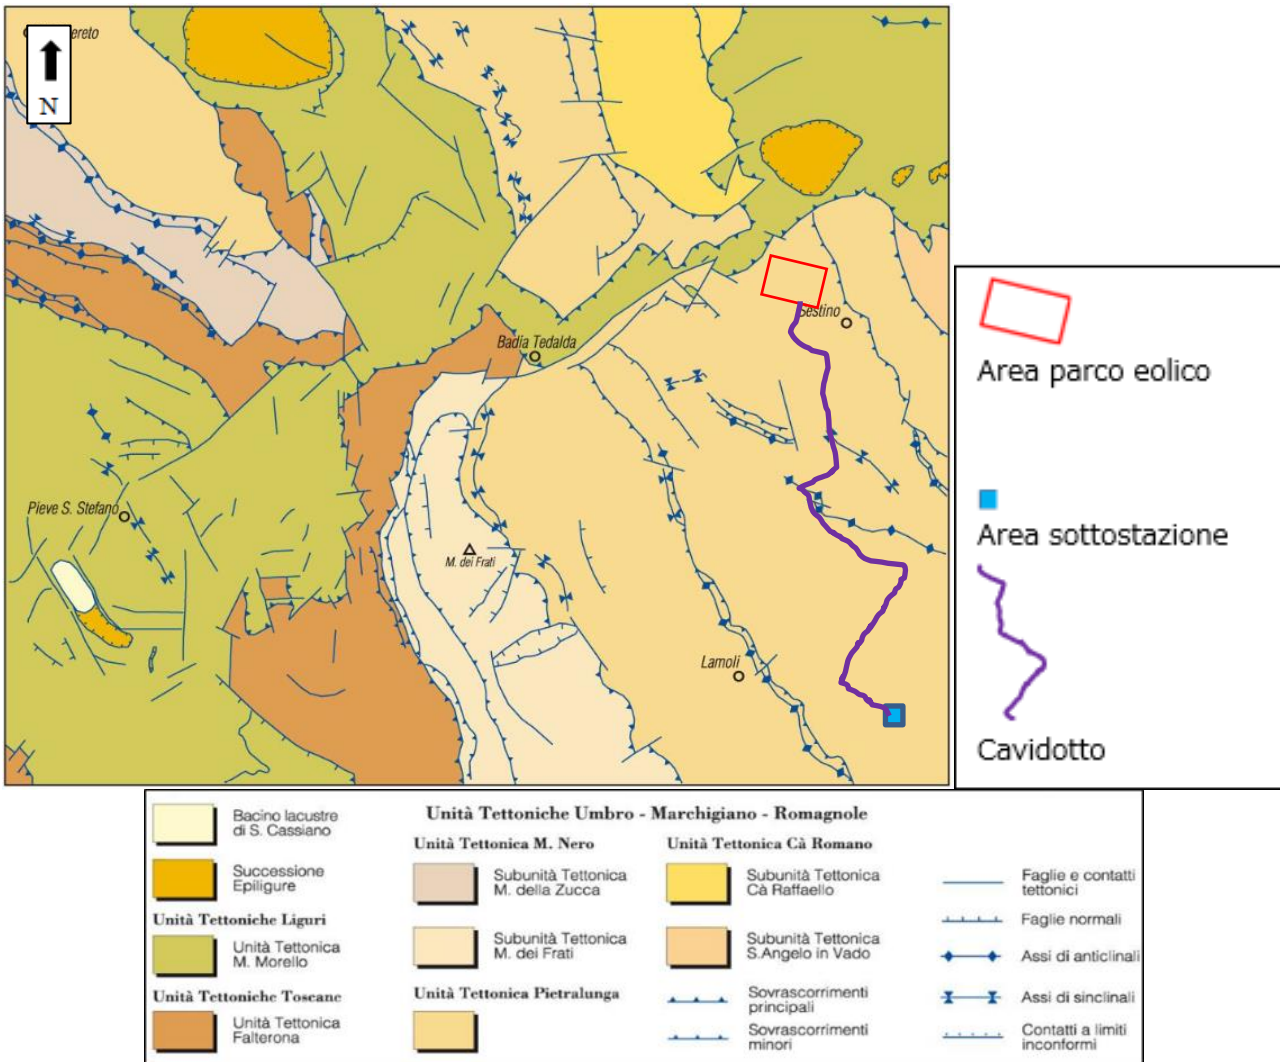 ereto
N
Badia Tedalda
Sestino
Pieve S. Stefano
M. dei Frati
Lamoli
Area parco eolico
Area sottostazione
Cavidotto
Bacino lacustre
di S. Cassiano
Successione
Epiligure
Unità Tettoniche Liguri
Unità Tettonica
M. Morello
Unità Tettoniche Toscane
Unità Tettonica
Falterona
Unità Tettoniche Umbro - Marchigiano - Romagnole
Unità Tettonica M. Nero
Subunità Tettonica
M. della Zucca
Subunità Tettonica
M. dei Frati
Unità Tettonica Pietralunga
Unità Tettonica Cà Romano
Subunità Tettonica
Cà Raffaello
Subunità Tettonica
S.Angelo in Vado
Sovrascorrimenti
principali
Sovrascorrimenti
minori
Faglie e contatti
tettonici
Faglie normali
Assi di anticlinali
Assi di sinclinali
Contatti a limiti
inconformi